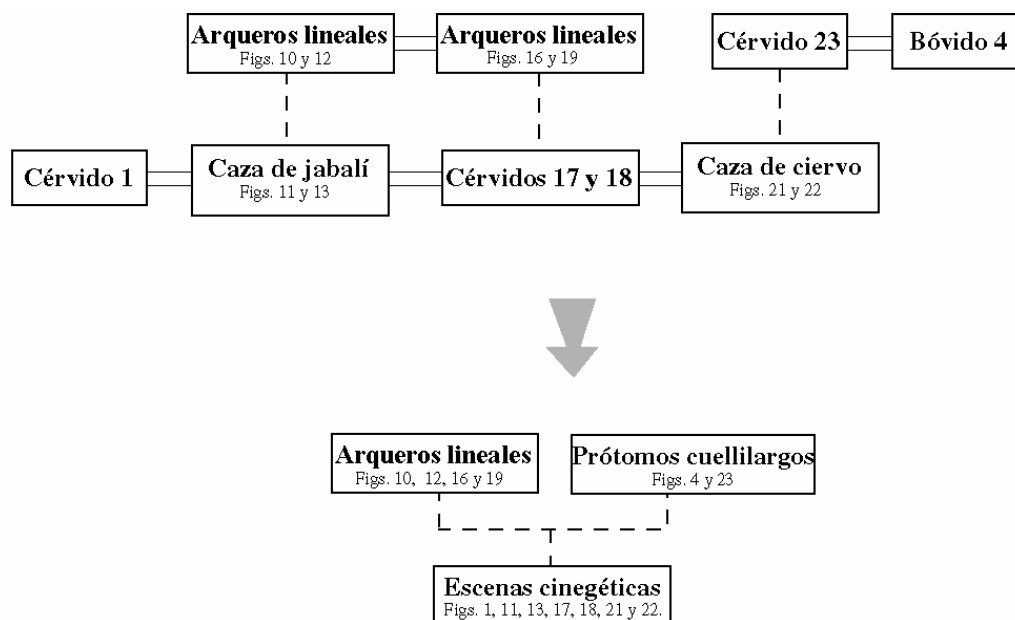 Arqueros lineales
Figs. 10 y 12
Arqueros lineales
Figs. 16 y 19
Cérvido 23
Bóvido 4
Cérvido 1
Caza de jabalí
Figs. 11 y 13
Cérvidos 17 y 18
Caza de ciervo
Figs. 21 y 22
Arqueros lineales
Figs. 10, 12, 16 y 19
Prótomos cuellilargos
Figs. 4 y 23
Escenas cinegéticas
Figs. 1, 11, 13, 17, 18, 21 y 22.